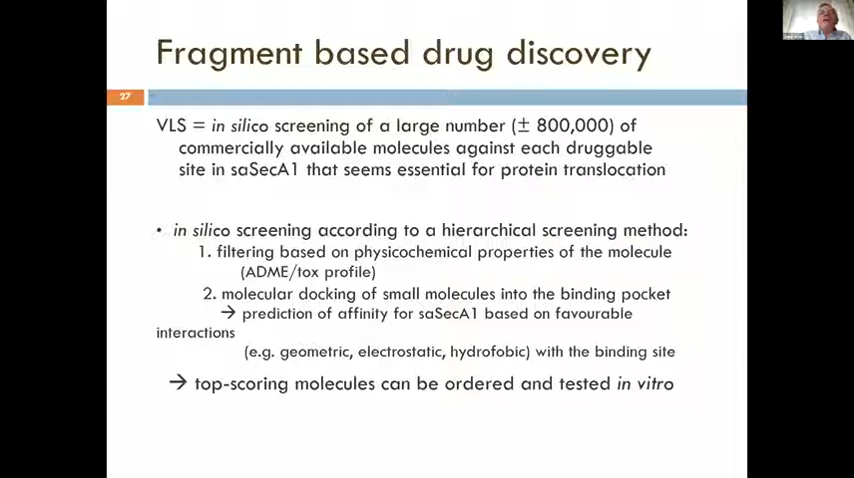 Fragment based drug discovery
27
VLS = in silico screening of a large number (± 800,000) of
commercially available molecules against each druggable
site in saSecA1 that seems essential for protein translocation
• in silico screening according to a hierarchical screening method:
1. filtering based on physicochemical properties of the molecule
(ADME/tox profile)
2. molecular docking of small molecules into the binding pocket
→ prediction of affinity for saSecA1 based on favourable
interactions
(e.g. geometric, electrostatic, hydrofobic) with the binding site
→ top-scoring molecules can be ordered and tested in vitro